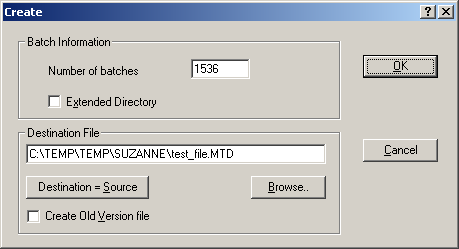 Create
Batch Information
Number of batches 1536
OK
Extended Directory
Destination File
C:\TEMP\TEMP\SUZANNE\test_file.MTD
Cancel
Destination = Source Browse..
Create Old Version file